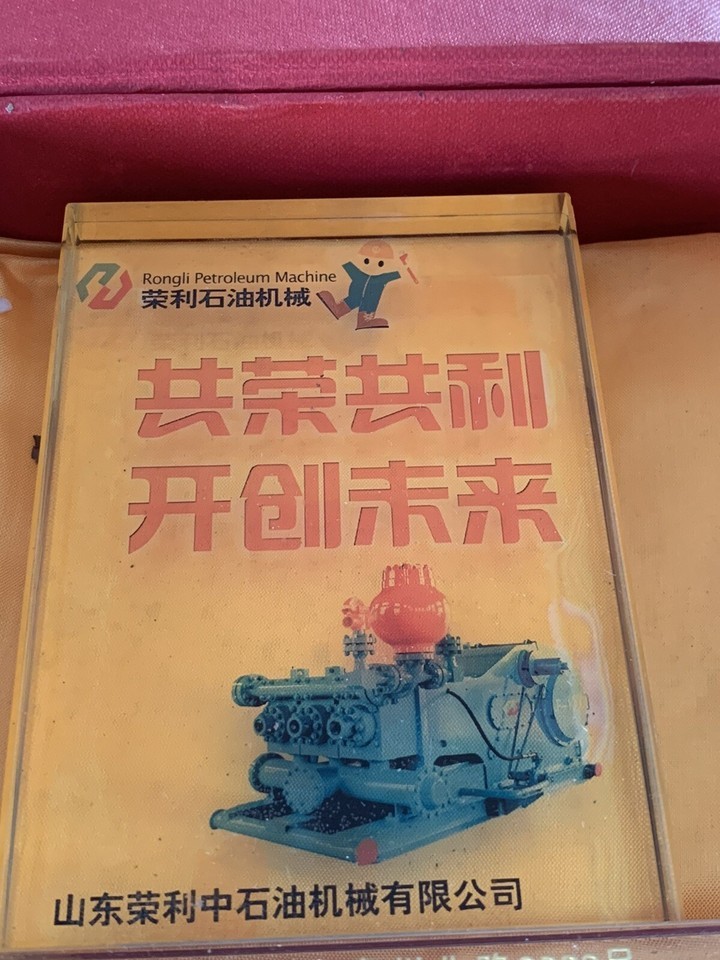 Rongli Petroleum Machine
荣利石油机械
共荣共利
开创未来
山东荣利中石油机械有限公司